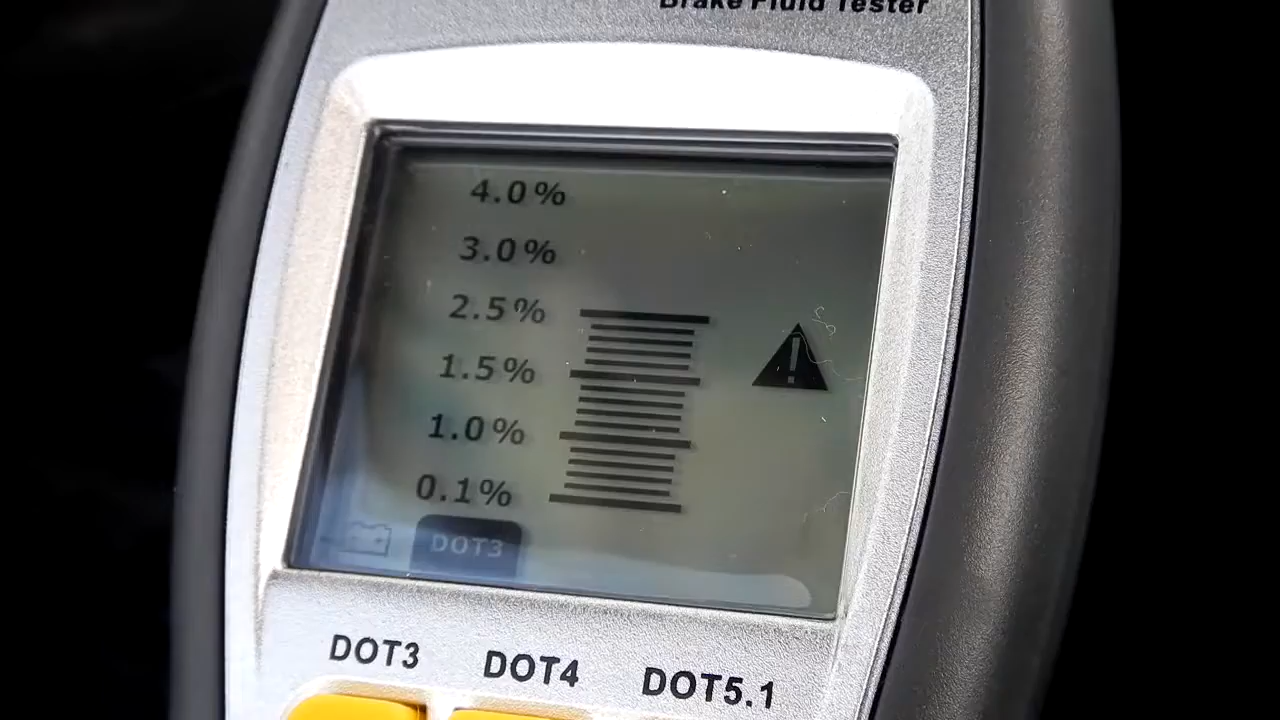 Brake Fluid Tester
4.0%
3.0%
2.5%
1.5%
1.0%
0.1%
DOT3
DOT3
DOT4
DOT5.1